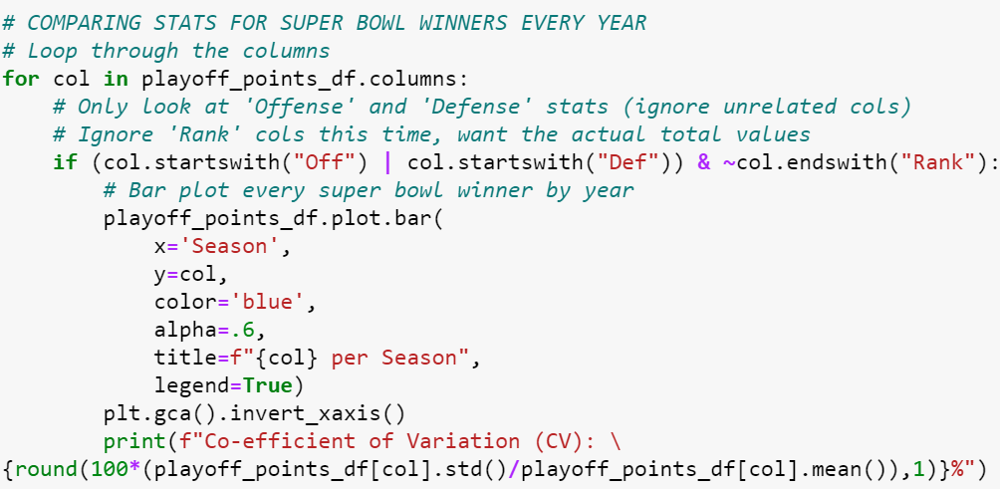 # COMPARING STATS FOR SUPER BOWL WINNERS EVERY YEAR
# Loop through the columns
for col in playoff_points_df.columns:
    # Only look at 'Offense' and 'Defense' stats (ignore unrelated cols)
    # Ignore 'Rank' cols this time, want the actual total values
    if (col.startswith("Off") | col.startswith("Def")) & ~col.endswith("Rank"):
        # Bar plot every super bowl winner by year
        playoff_points_df.plot.bar(
            x='Season',
            y=col,
            color='blue',
            alpha=.6,
            title=f"{col} per Season",
            legend=True)
        plt.gca().invert_xaxis()
        print(f"Co-efficient of Variation (CV): \
{round(100*(playoff_points_df[col].std()/playoff_points_df[col].mean()),1)}%")